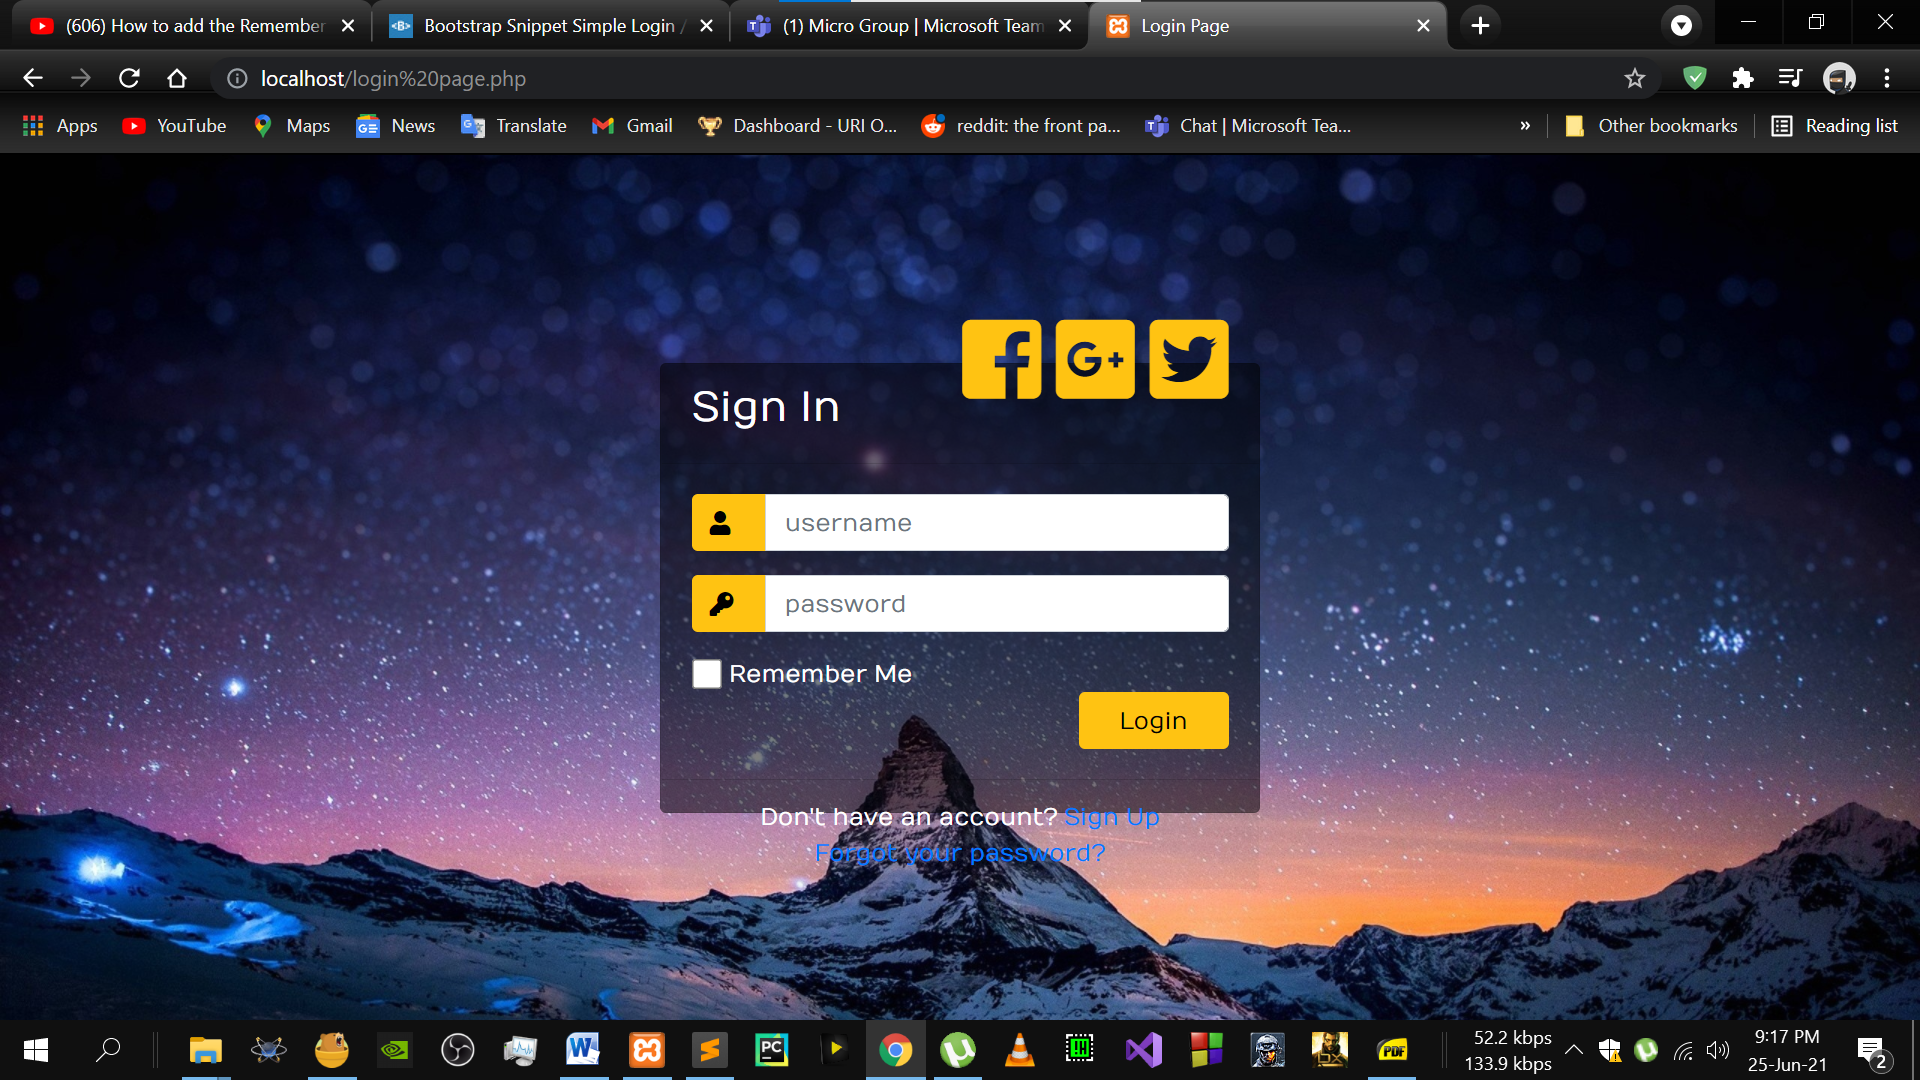 (606) How to add the Remember
Bootstrap Snippet Simple Login /
(1) Micro Group | Microsoft Team
Login Page
localhost/login%20page.php
Apps
YouTube
Maps
News
Translate
Gmail
Dashboard - URI O...
reddit: the front pa...
Chat | Microsoft Tea...
»
Other bookmarks
Reading list
Sign In
username
password
Remember Me
Login
Don't have an account? Sign Up
Forgot your password?
52.2 kbps
133.9 kbps
9:17 PM
25-Jun-21
2